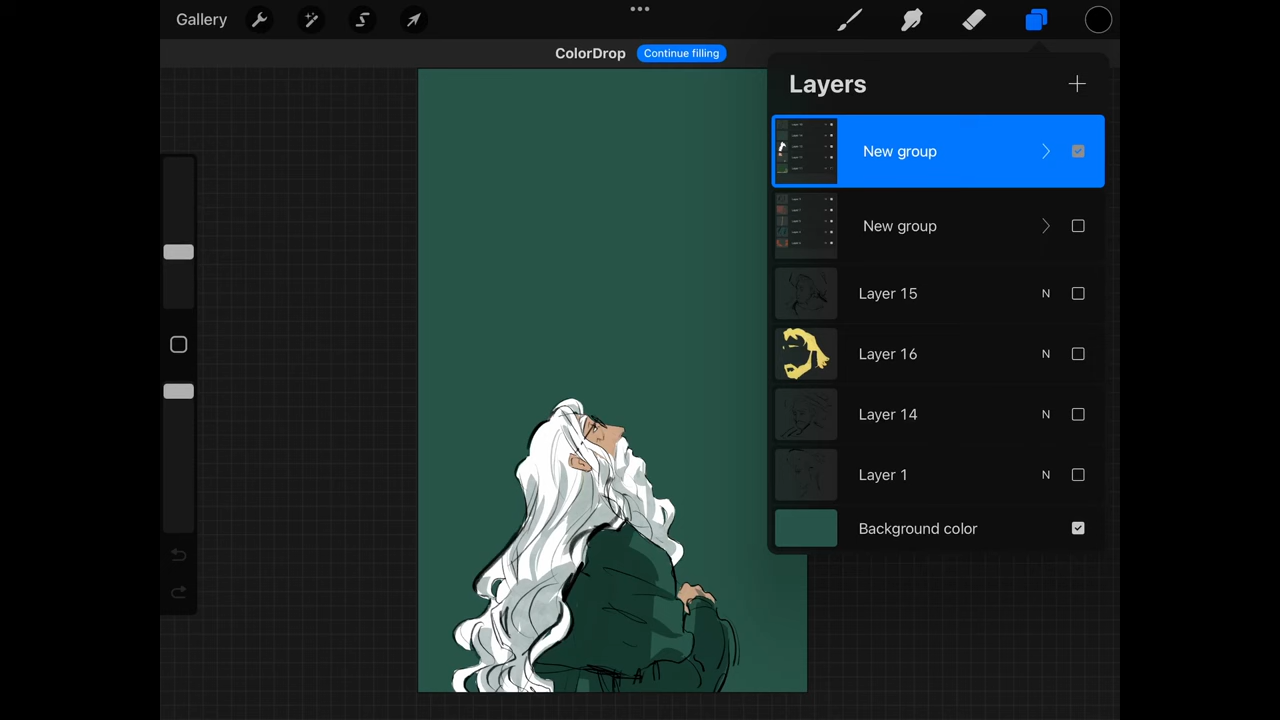 Gallery
ColorDrop Continue filling
Layers
New group
New group
Layer 15 N
Layer 16 N
Layer 14 N
Layer 1 N
Background color